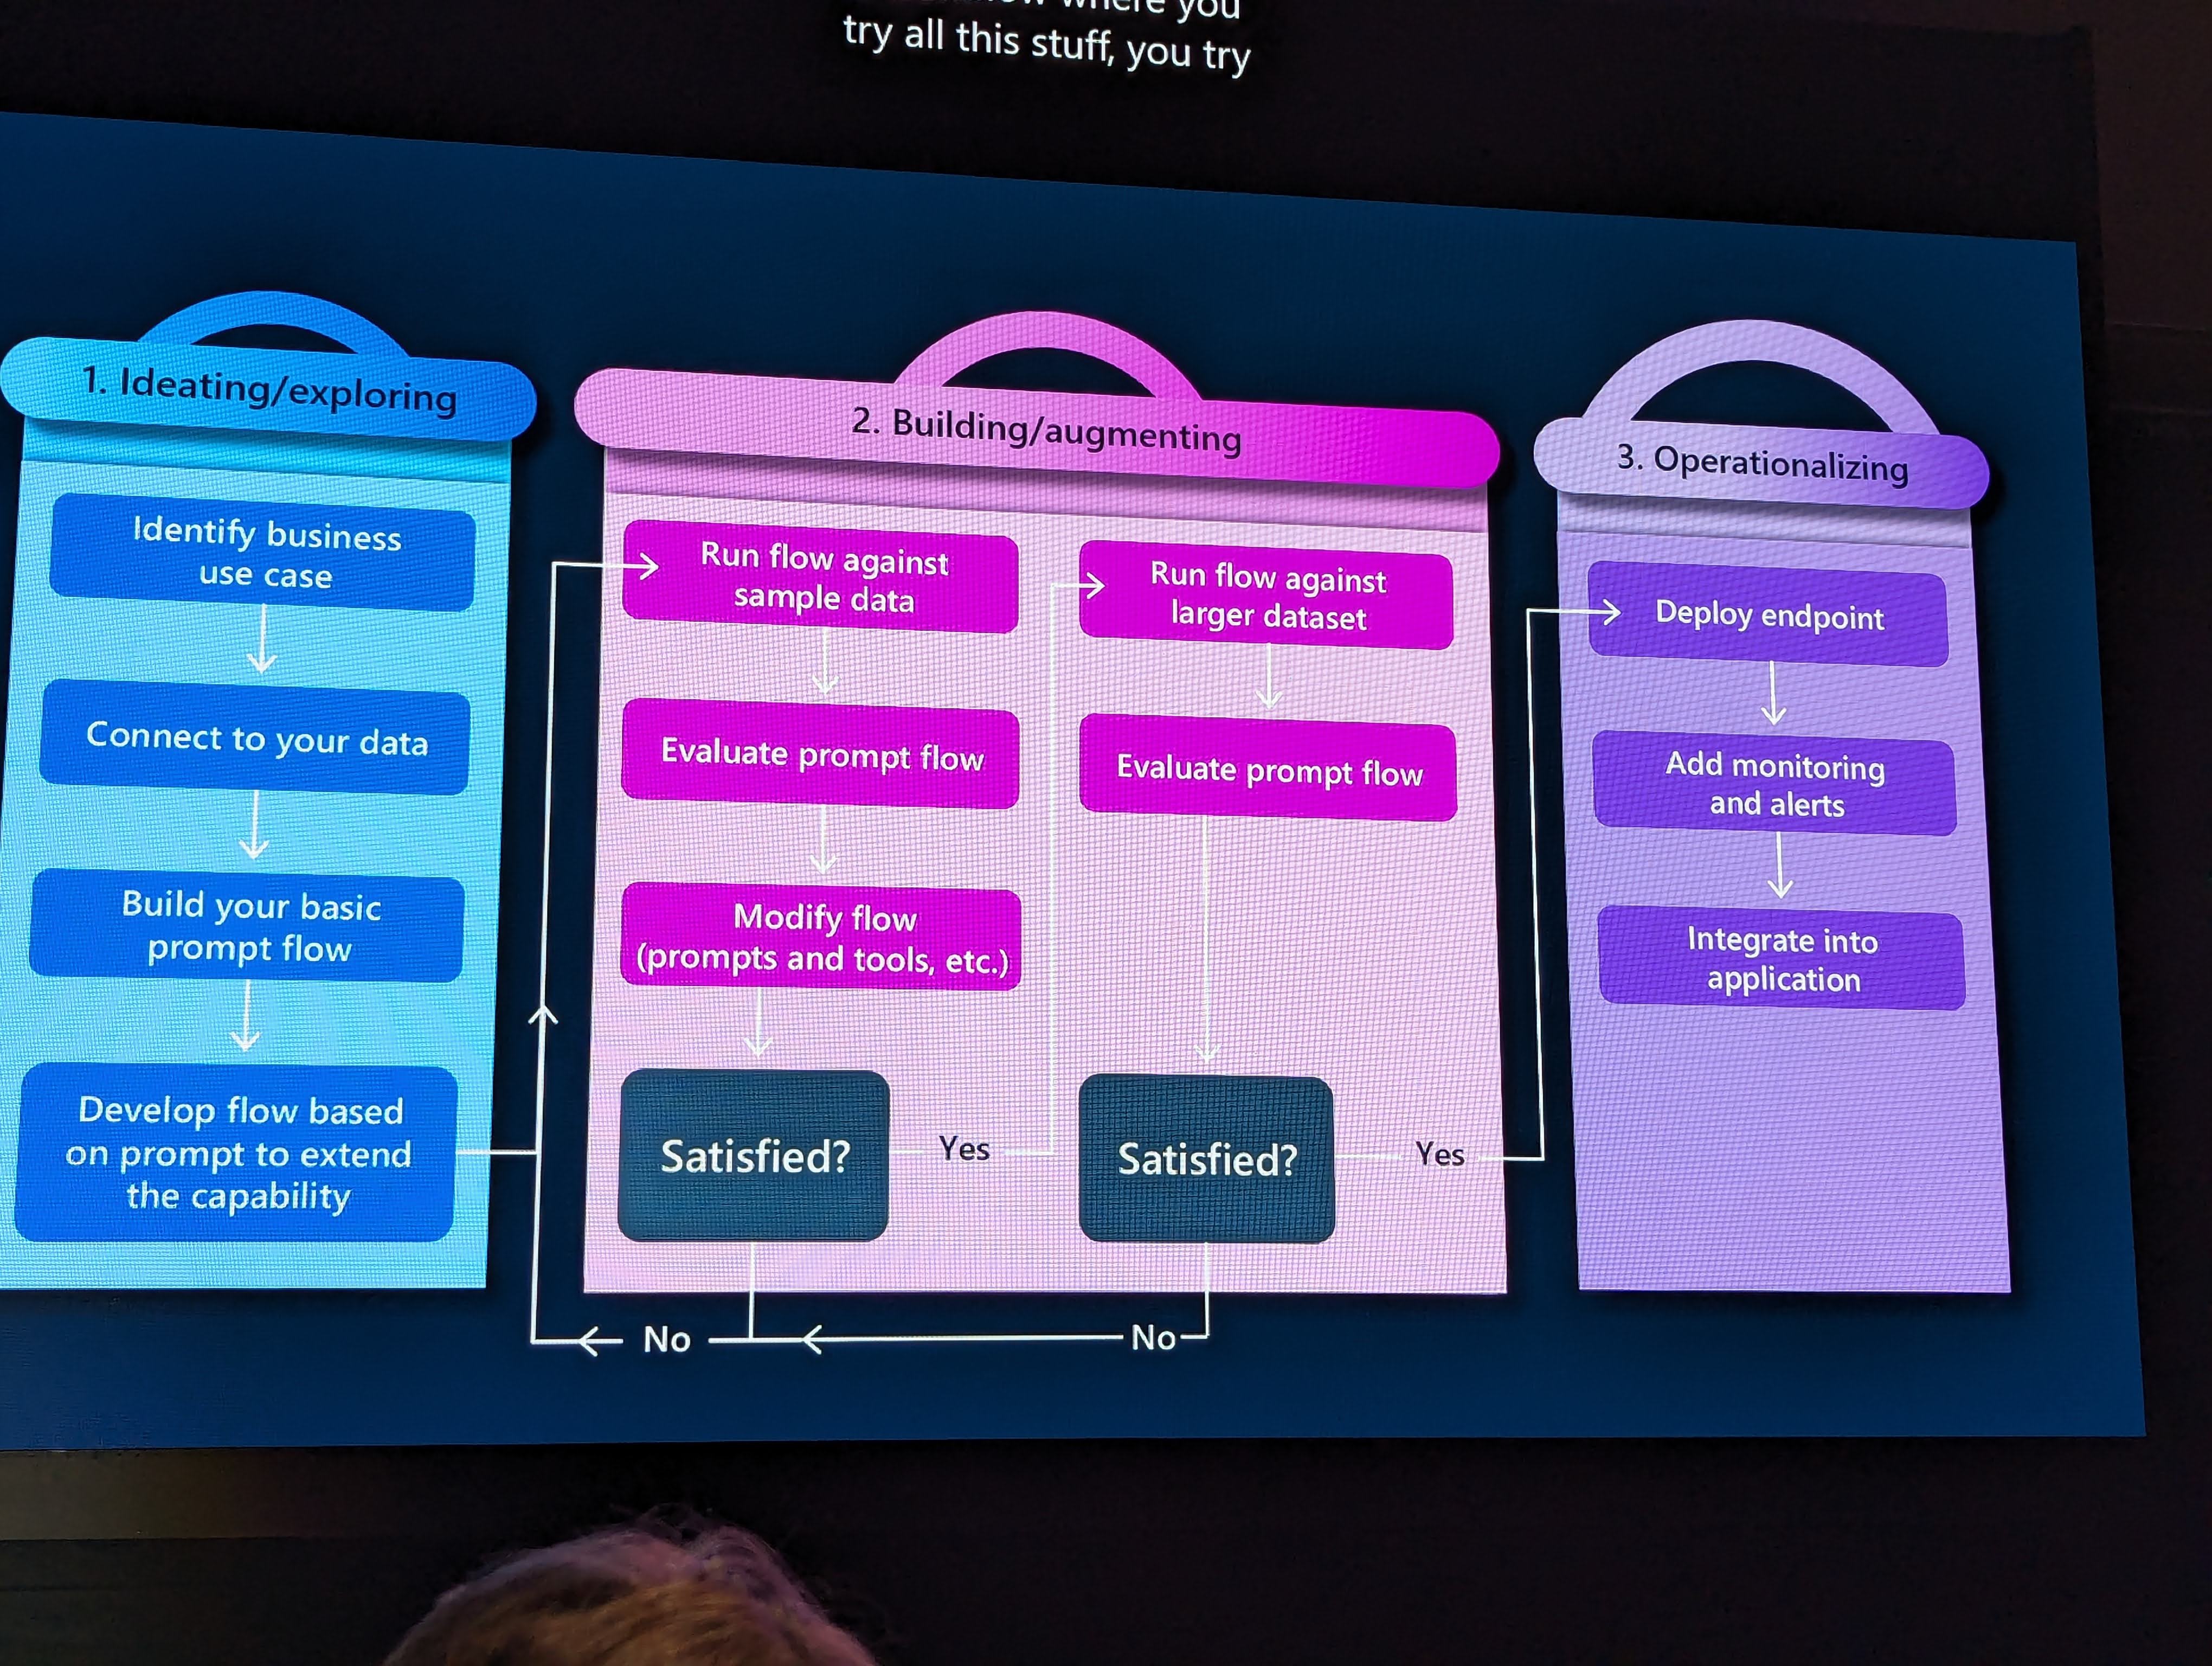 where you
try all this stuff, you try
1. Ideating/exploring
Identify business
use case
Connect to your data
Build your basic
prompt flow
Develop flow based
on prompt to extend
the capability
2. Building/augmenting
Run flow against
sample data
Evaluate prompt flow
Modify flow
(prompts and tools, etc.)
Satisfied?
Yes
No
Run flow against
larger dataset
Evaluate prompt flow
Satisfied?
Yes
No
3. Operationalizing
Deploy endpoint
Add monitoring
and alerts
Integrate into
application